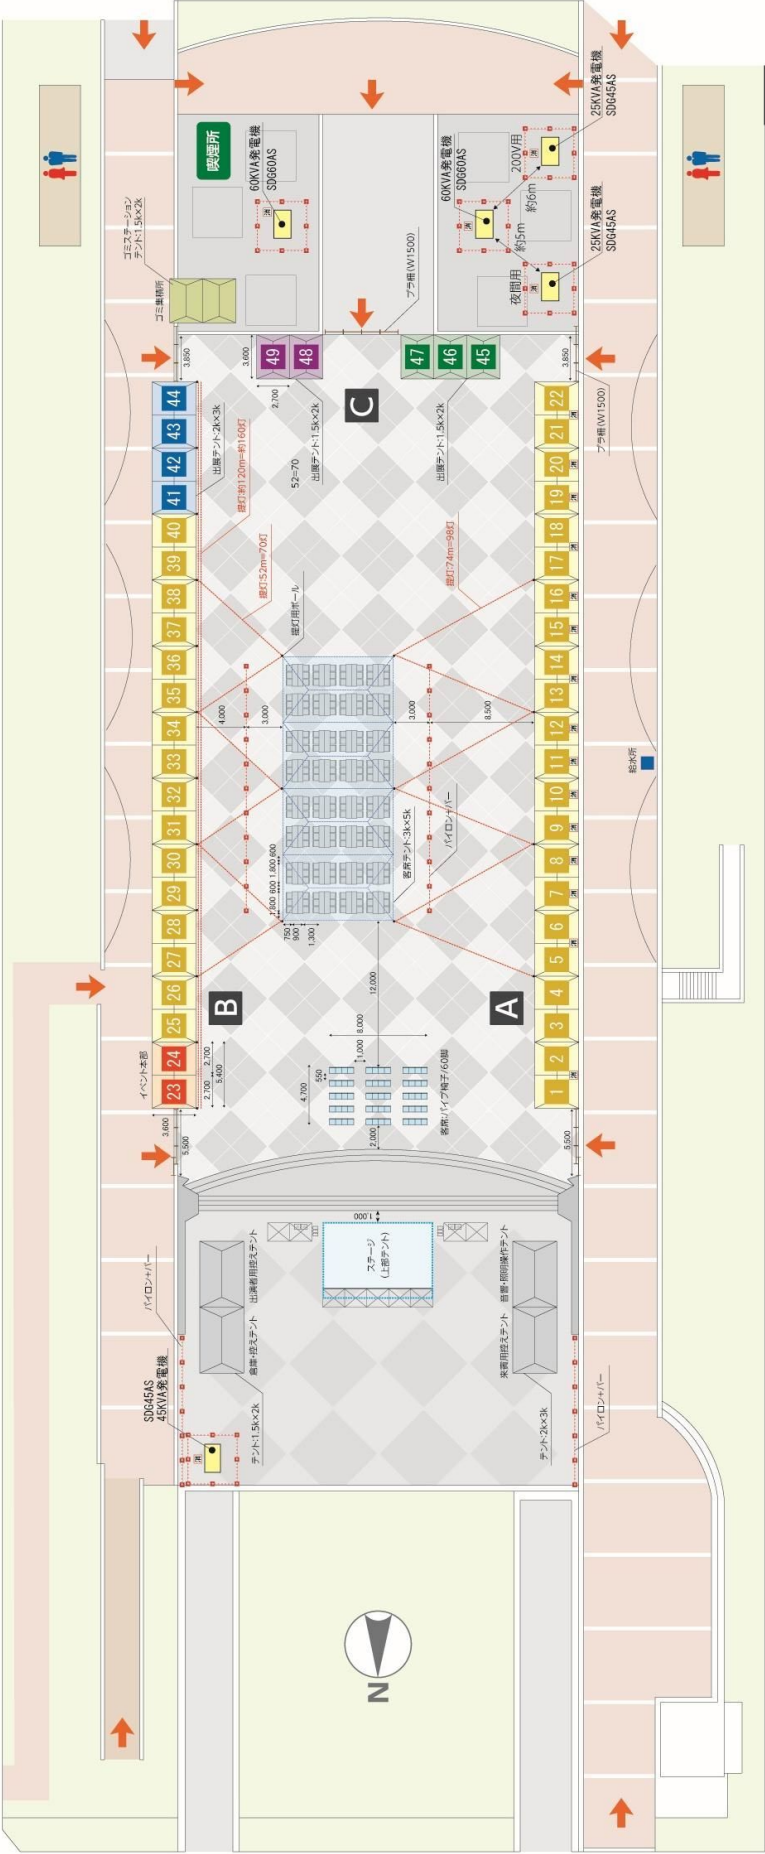 喫煙所
60KVA発電機
SDG60AS
60KVA発電機
SDG60AS
200V用
25KVA発電機
SDG45AS
約6m
約5m
夜間用
25KVA発電機
SDG45AS
ゴミステーション
テント:1.5k×2k
ゴミ集積所
プラ柵(W1500)
3,850
3,600
2,700
49
48
47
46
45
3,850
プラ柵(W1500)
C
出展テント:1.5k×2k
52=70
出展テント:1.5k×2k
出展テント:2k×3k
提灯:約120m=約160灯
提灯:52m=70灯
提灯:74m=98灯
提灯用ポール
44
43
42
41
40
39
38
37
36
35
34
33
32
31
30
29
28
27
26
25
24
23
イベント本部
22
21
20
19
18
17
16
15
14
13
12
11
10
9
8
7
6
5
4
3
2
1
4,000
3,000
3,000
8,500
給水所
パイロン+バー
客席テント:3k×5k
1,800 600 1,800 600
750
900
1,300
12,000
B
A
8,000
1,000
550
4,700
2,000
客席:パイプ椅子/60脚
2,700
2,700
5,400
3,600
5,500
5,500
1,000
ステージ
(上部テント)
出演者用控えテント
倉庫・控えテント
音響・照明操作テント
来賓用控えテント
パイロン+バー
SDG45AS
45KVA発電機
テント:1.5k×2k
テント:2k×3k
パイロン+バー
N